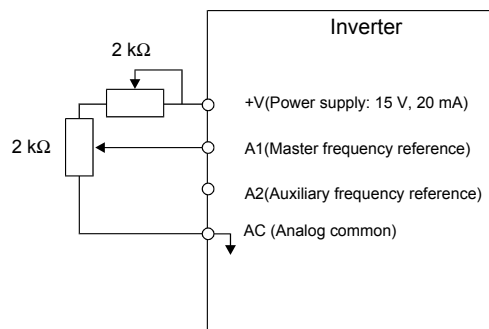 Inverter
2 kΩ
+V(Power supply: 15 V, 20 mA)
2 kΩ
A1(Master frequency reference)
A2(Auxiliary frequency reference)
AC (Analog common)